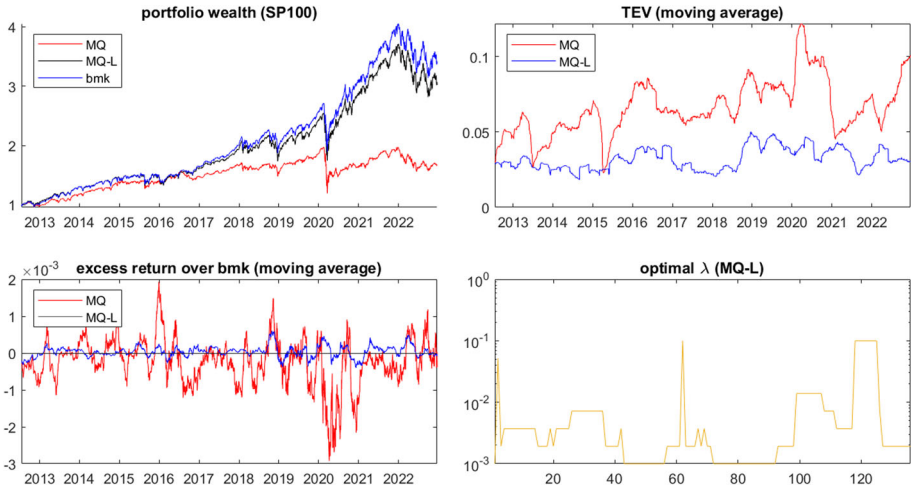 portfolio wealth (SP100)
4
3
2
1
MQ
MQ-L
bmk
2013 2014 2015 2016 2017 2018 2019 2020 2021 2022
TEV (moving average)
0.1
0.05
0
MQ
MQ-L
2013 2014 2015 2016 2017 2018 2019 2020 2021 2022
×10⁻³
excess return over bmk (moving average)
2
1
0
-1
-2
-3
MQ
MQ-L
2013 2014 2015 2016 2017 2018 2019 2020 2021 2022
optimal λ (MQ-L)
10⁰
10⁻¹
10⁻²
10⁻³
20 40 60 80 100 120